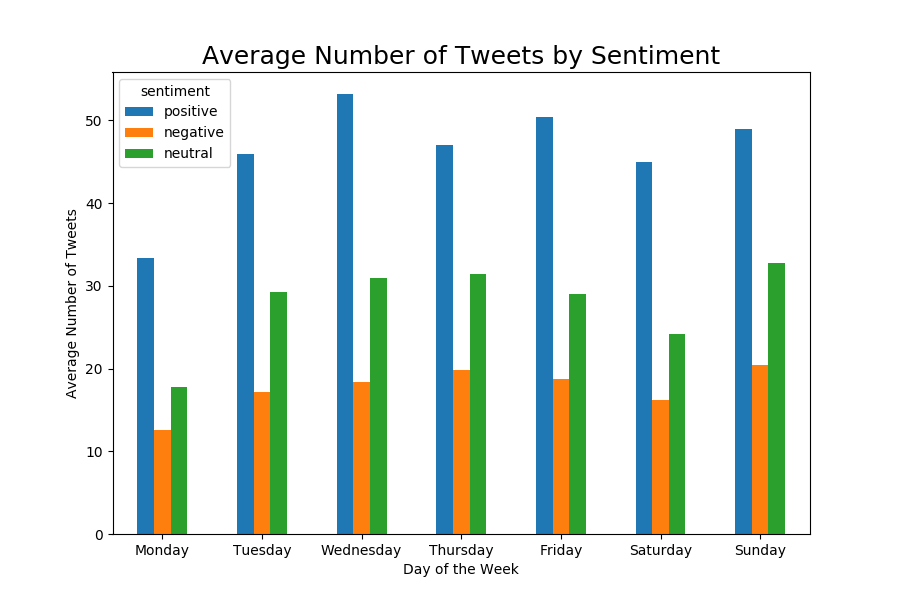 Average Number of Tweets by Sentiment
sentiment
positive
negative
neutral
Average Number of Tweets
50
40
30
20
10
0
Monday Tuesday Wednesday Thursday Friday Saturday Sunday
Day of the Week